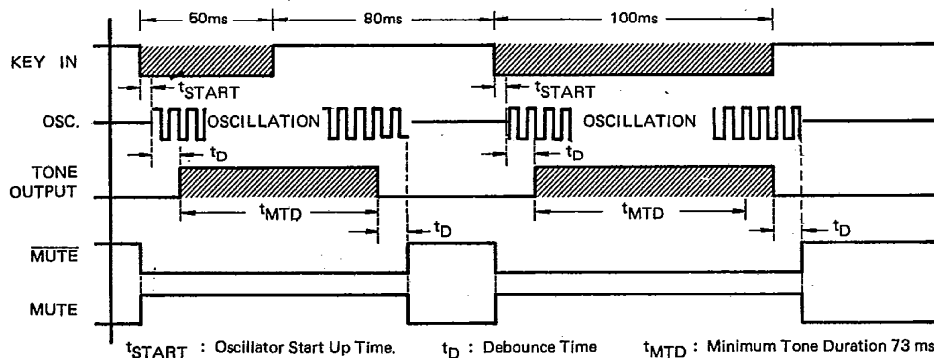 50ms 80ms 100ms
KEY IN
tSTART tSTART
OSC. OSCILLATION OSCILLATION
tD tD
TONE
OUTPUT
tMTD tMTD
tD tD
MUTE
MUTE
tSTART : Oscillator Start Up Time. tD : Debounce Time tMTD : Minimum Tone Duration 73 ms